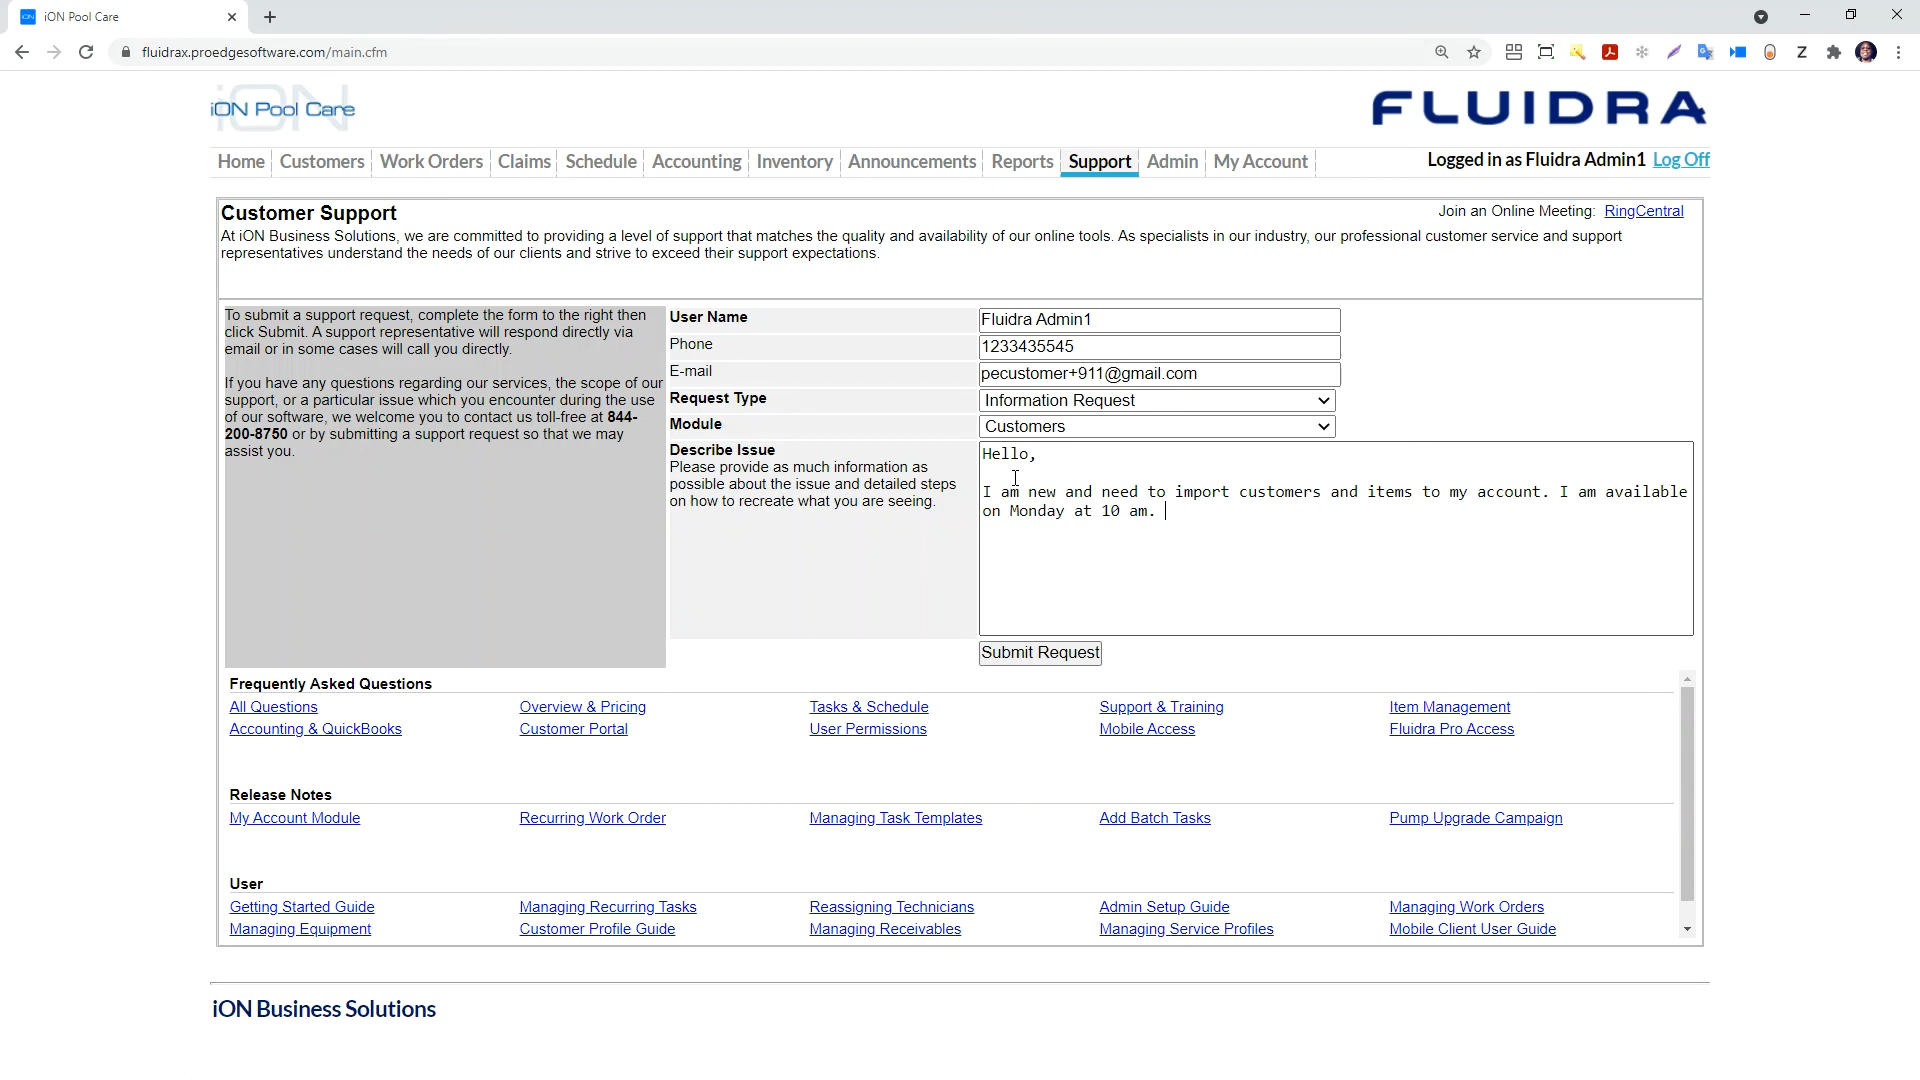 iON Pool Care
fluidrax.proedgesoftware.com/main.cfm
iON Pool Care
FLUIDRA
Home Customers Work Orders Claims Schedule Accounting Inventory Announcements Reports Support Admin My Account
Logged in as Fluidra Admin1 Log Off
Customer Support
Join an Online Meeting: RingCentral
At iON Business Solutions, we are committed to providing a level of support that matches the quality and availability of our online tools. As specialists in our industry, our professional customer service and support
representatives understand the needs of our clients and strive to exceed their support expectations.
To submit a support request, complete the form to the right then
click Submit. A support representative will respond directly via
email or in some cases will call you directly.
If you have any questions regarding our services, the scope of our
support, or a particular issue which you encounter during the use
of our software, we welcome you to contact us toll-free at 844-
200-8750 or by submitting a support request so that we may
assist you.
User Name Fluidra Admin1
Phone 1233435545
E-mail pecustomer+911@gmail.com
Request Type Information Request
Module Customers
Describe Issue
Please provide as much information as
possible about the issue and detailed steps
on how to recreate what you are seeing.
Hello,
I am new and need to import customers and items to my account. I am available
on Monday at 10 am.
Submit Request
Frequently Asked Questions
All Questions Overview & Pricing Tasks & Schedule Support & Training Item Management
Accounting & QuickBooks Customer Portal User Permissions Mobile Access Fluidra Pro Access
Release Notes
My Account Module Recurring Work Order Managing Task Templates Add Batch Tasks Pump Upgrade Campaign
User
Getting Started Guide Managing Recurring Tasks Reassigning Technicians Admin Setup Guide Managing Work Orders
Managing Equipment Customer Profile Guide Managing Receivables Managing Service Profiles Mobile Client User Guide
iON Business Solutions